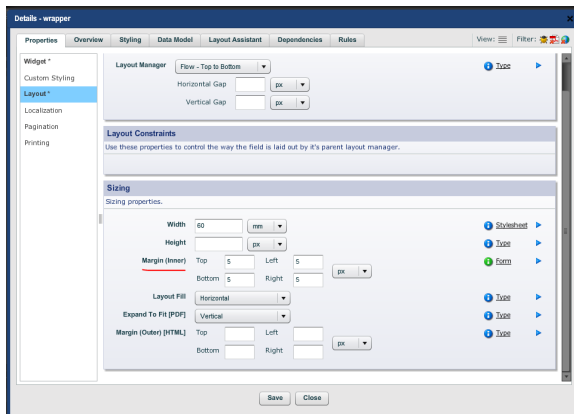 Details - wrapper
Properties Overview Styling Data Model Layout Assistant Dependencies Rules View: Filter:
Widget *
Custom Styling
Layout *
Localization
Pagination
Printing
Layout Manager Flow - Top to Bottom Type
Horizontal Gap px
Vertical Gap px
Layout Constraints
Use these properties to control the way the field is laid out by it's parent layout manager.
Sizing
Sizing properties.
Width 60 mm Stylesheet
Height px Type
Margin (Inner) Top 5 Left 5 Form
px
Bottom 5 Right 5
Layout Fill Horizontal Type
Expand To Fit [PDF] Vertical Type
Margin (Outer) [HTML] Top Left Type
px
Bottom Right
Save Close